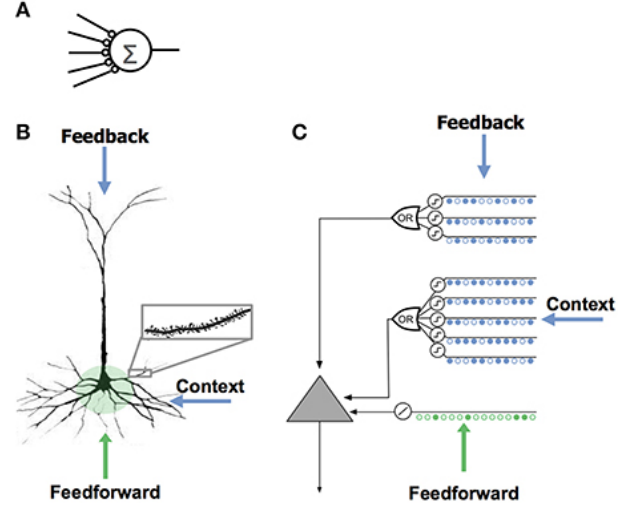 A
Σ
B
Feedback
Context
Feedforward
C
Feedback
OR
OR
Context
Feedforward